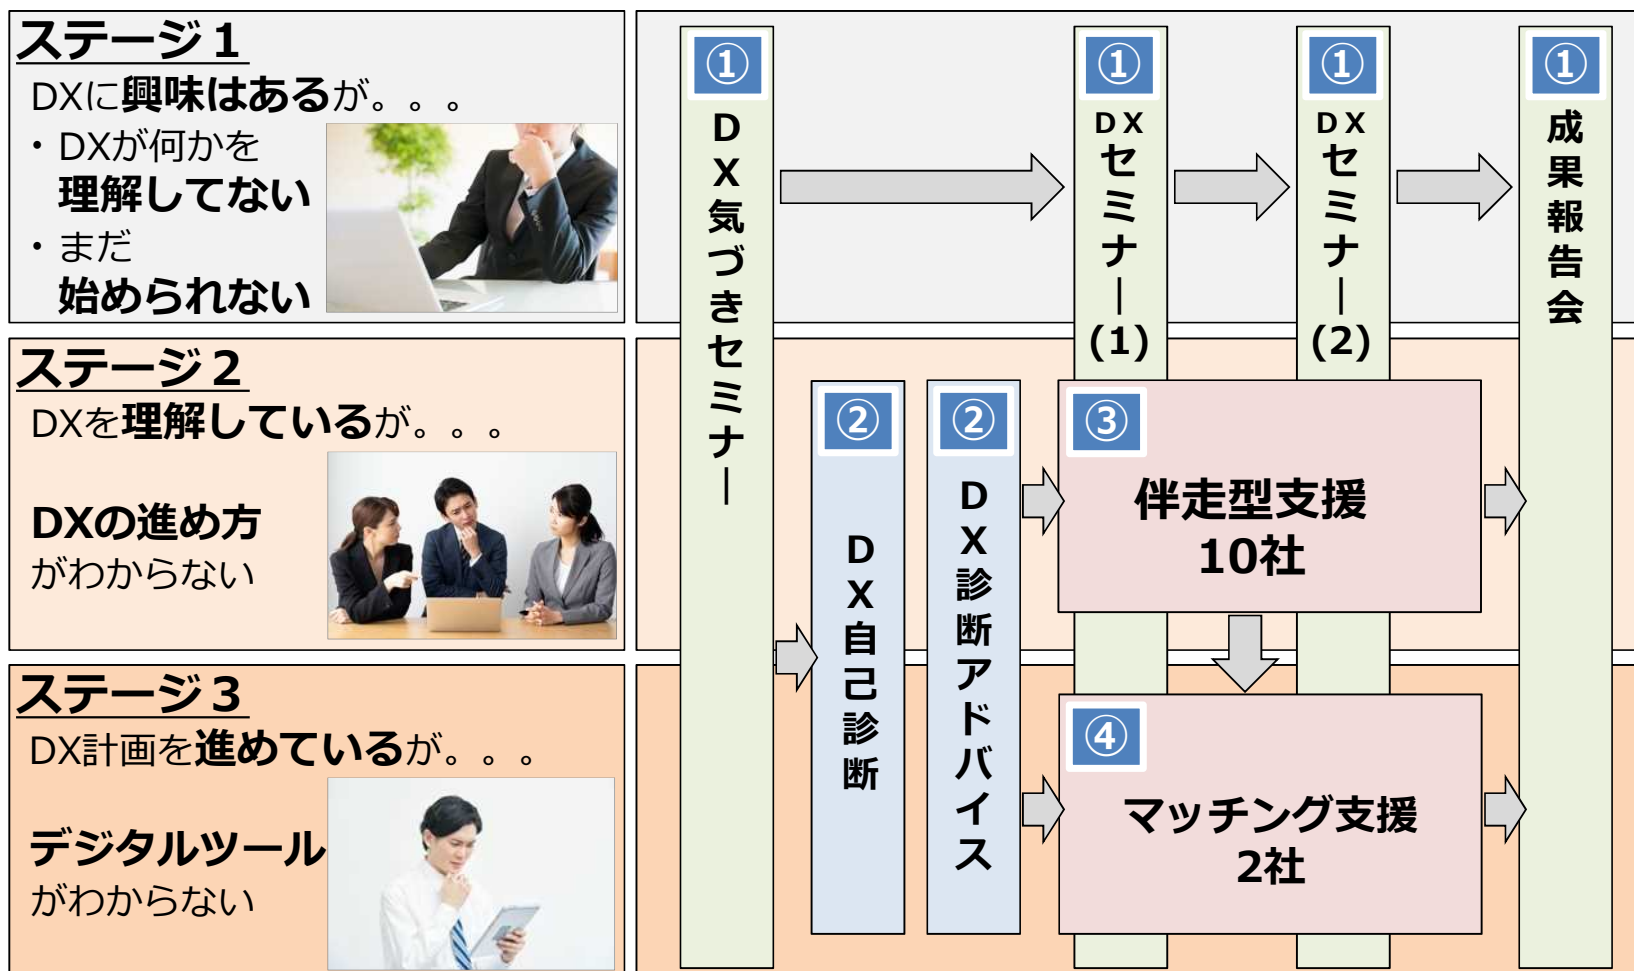 ステージ1
DXに興味はあるが。。。
・DXが何かを
理解してない
・まだ
始められない
ステージ2
DXを理解しているが。。。
DXの進め方
がわからない
ステージ3
DX計画を進めているが。。。
デジタルツール
がわからない
①
DX気づきセミナー
①
DXセミナー(1)
①
DXセミナー(2)
①
成果報告会
②
DX自己診断
②
DX診断アドバイス
③
伴走型支援
10社
④
マッチング支援
2社